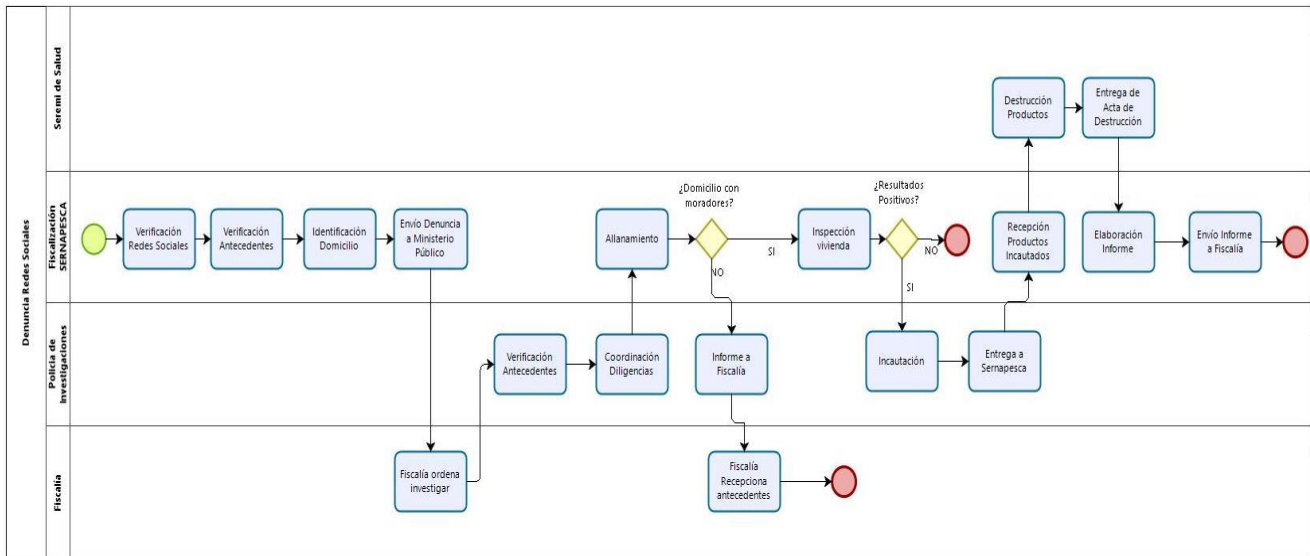 Denuncia Redes Sociales
Seremi de Salud
Destrucción
Productos
Entrega de
Acta de
Destrucción
Fiscalización
SERNAPESCA
Verificación
Redes Sociales
Verificación
Antecedentes
Identificación
Domicilio
Envío Denuncia
a Ministerio
Público
Allanamiento
¿Domicilio con
moradores?
SI
NO
Inspección
vivienda
¿Resultados
Positivos?
NO
SI
Recepción
Productos
Incautados
Elaboración
Informe
Envío Informe
a Fiscalía
Policia de
Investigaciones
Verificación
Antecedentes
Coordinación
Diligencias
Informe a
Fiscalía
Incautación
Entrega a
Sernapesca
Fiscalía
Fiscalía ordena
investigar
Fiscalía
Recepciona
antecedentes